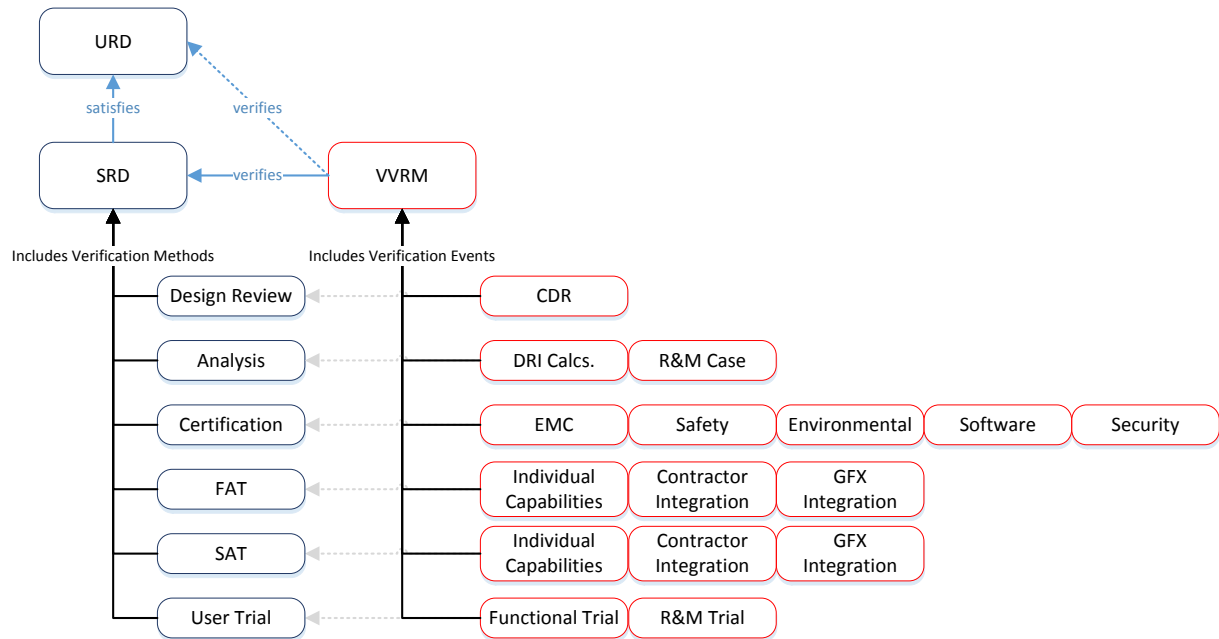 URD
satisfies
verifies
SRD
verifies
VVRM
Includes Verification Methods
Includes Verification Events
Design Review
CDR
Analysis
DRI Calcs.
R&M Case
Certification
EMC
Safety
Environmental
Software
Security
FAT
Individual
Capabilities
Contractor
Integration
GFX
Integration
SAT
Individual
Capabilities
Contractor
Integration
GFX
Integration
User Trial
Functional Trial
R&M Trial